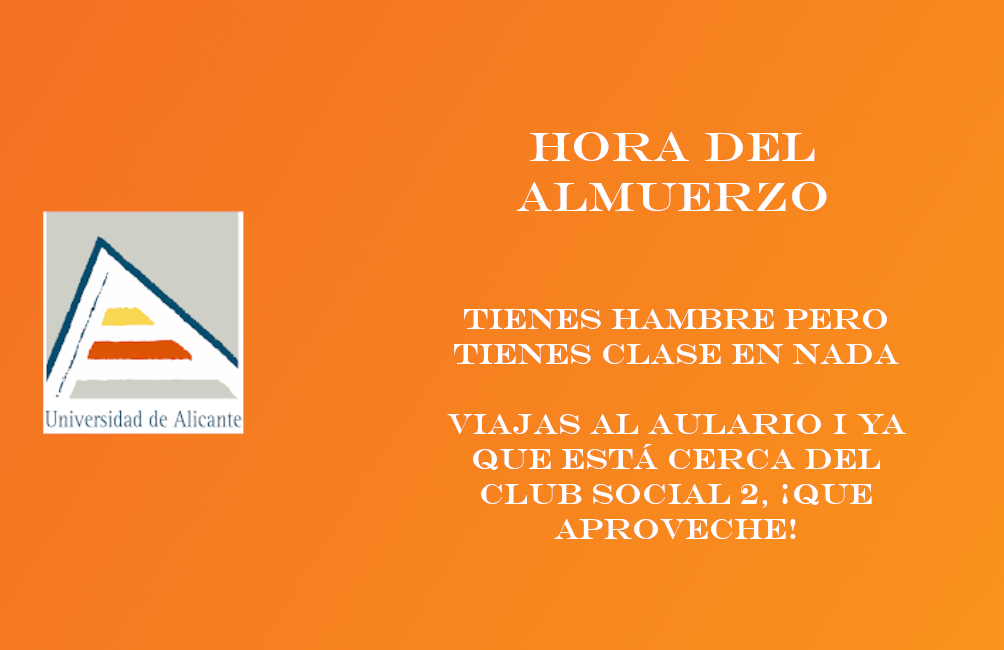 HORA DEL
ALMUERZO
TIENES HAMBRE PERO
TIENES CLASE EN NADA
VIAJAS AL AULARIO I YA
QUE ESTÁ CERCA DEL
CLUB SOCIAL 2, ¡QUE
APROVECHE!
Universidad de Alicante